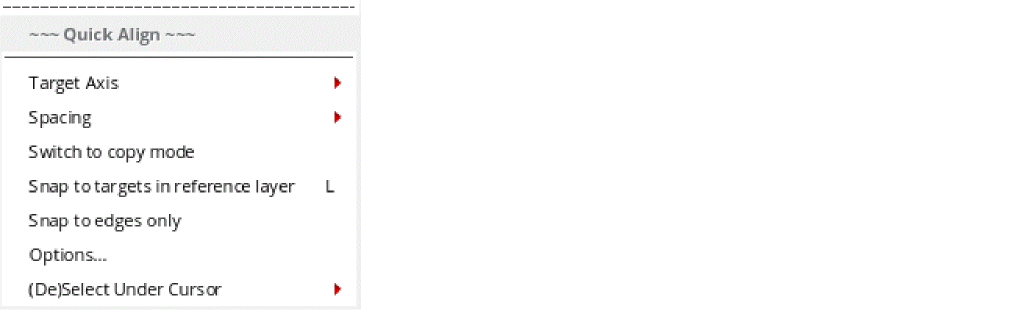 ~~~ Quick Align ~~~
Target Axis
Spacing
Switch to copy mode
Snap to targets in reference layer L
Snap to edges only
Options...
(De)Select Under Cursor